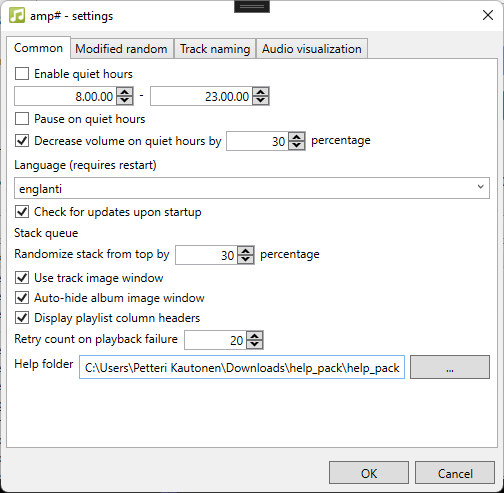 amp# - settings
Common Modified random Track naming Audio visualization
Enable quiet hours
8.00.00 - 23.00.00
Pause on quiet hours
Decrease volume on quiet hours by 30 percentage
Language (requires restart)
englanti
Check for updates upon startup
Stack queue
Randomize stack from top by 30 percentage
Use track image window
Auto-hide album image window
Display playlist column headers
Retry count on playback failure 20
Help folder C:\Users\Petteri Kautonen\Downloads\help_pack\help_pack ...
OK Cancel